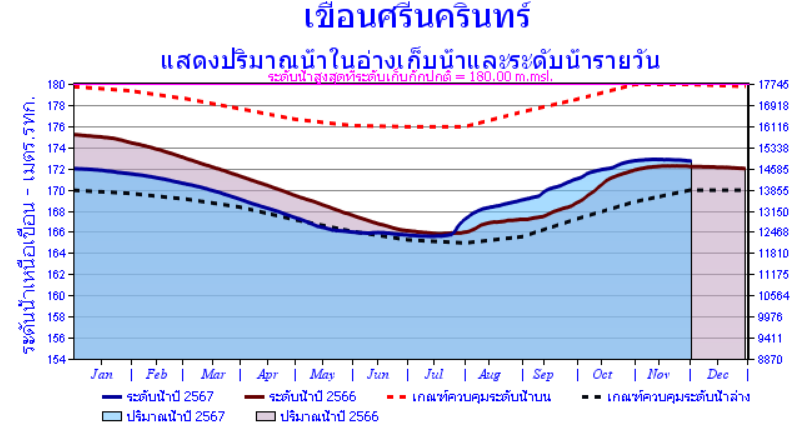 เขื่อนศรีนครินทร์
แสดงปริมาณน้ำในอ่างเก็บน้ำและระดับน้ำรายวัน
ระดับน้ำสูงสุดที่ระดับเก็บกักปกติ = 180.00 m.msl.
ระดับน้ำเหนือเขื่อน - เมตร.รทก.
180 17745
178 16918
176 16116
174 15338
172 14585
170 13855
168 13150
166 12468
164 11810
162 11175
160 10564
158 9976
156 9411
154 8870
Jan | Feb | Mar | Apr | May | Jun | Jul | Aug | Sep | Oct | Nov | Dec |
ระดับน้ำปี 2567 ระดับน้ำปี 2566 เกณฑ์ควบคุมระดับน้ำบน เกณฑ์ควบคุมระดับน้ำล่าง
ปริมาณน้ำปี 2567 ปริมาณน้ำปี 2566